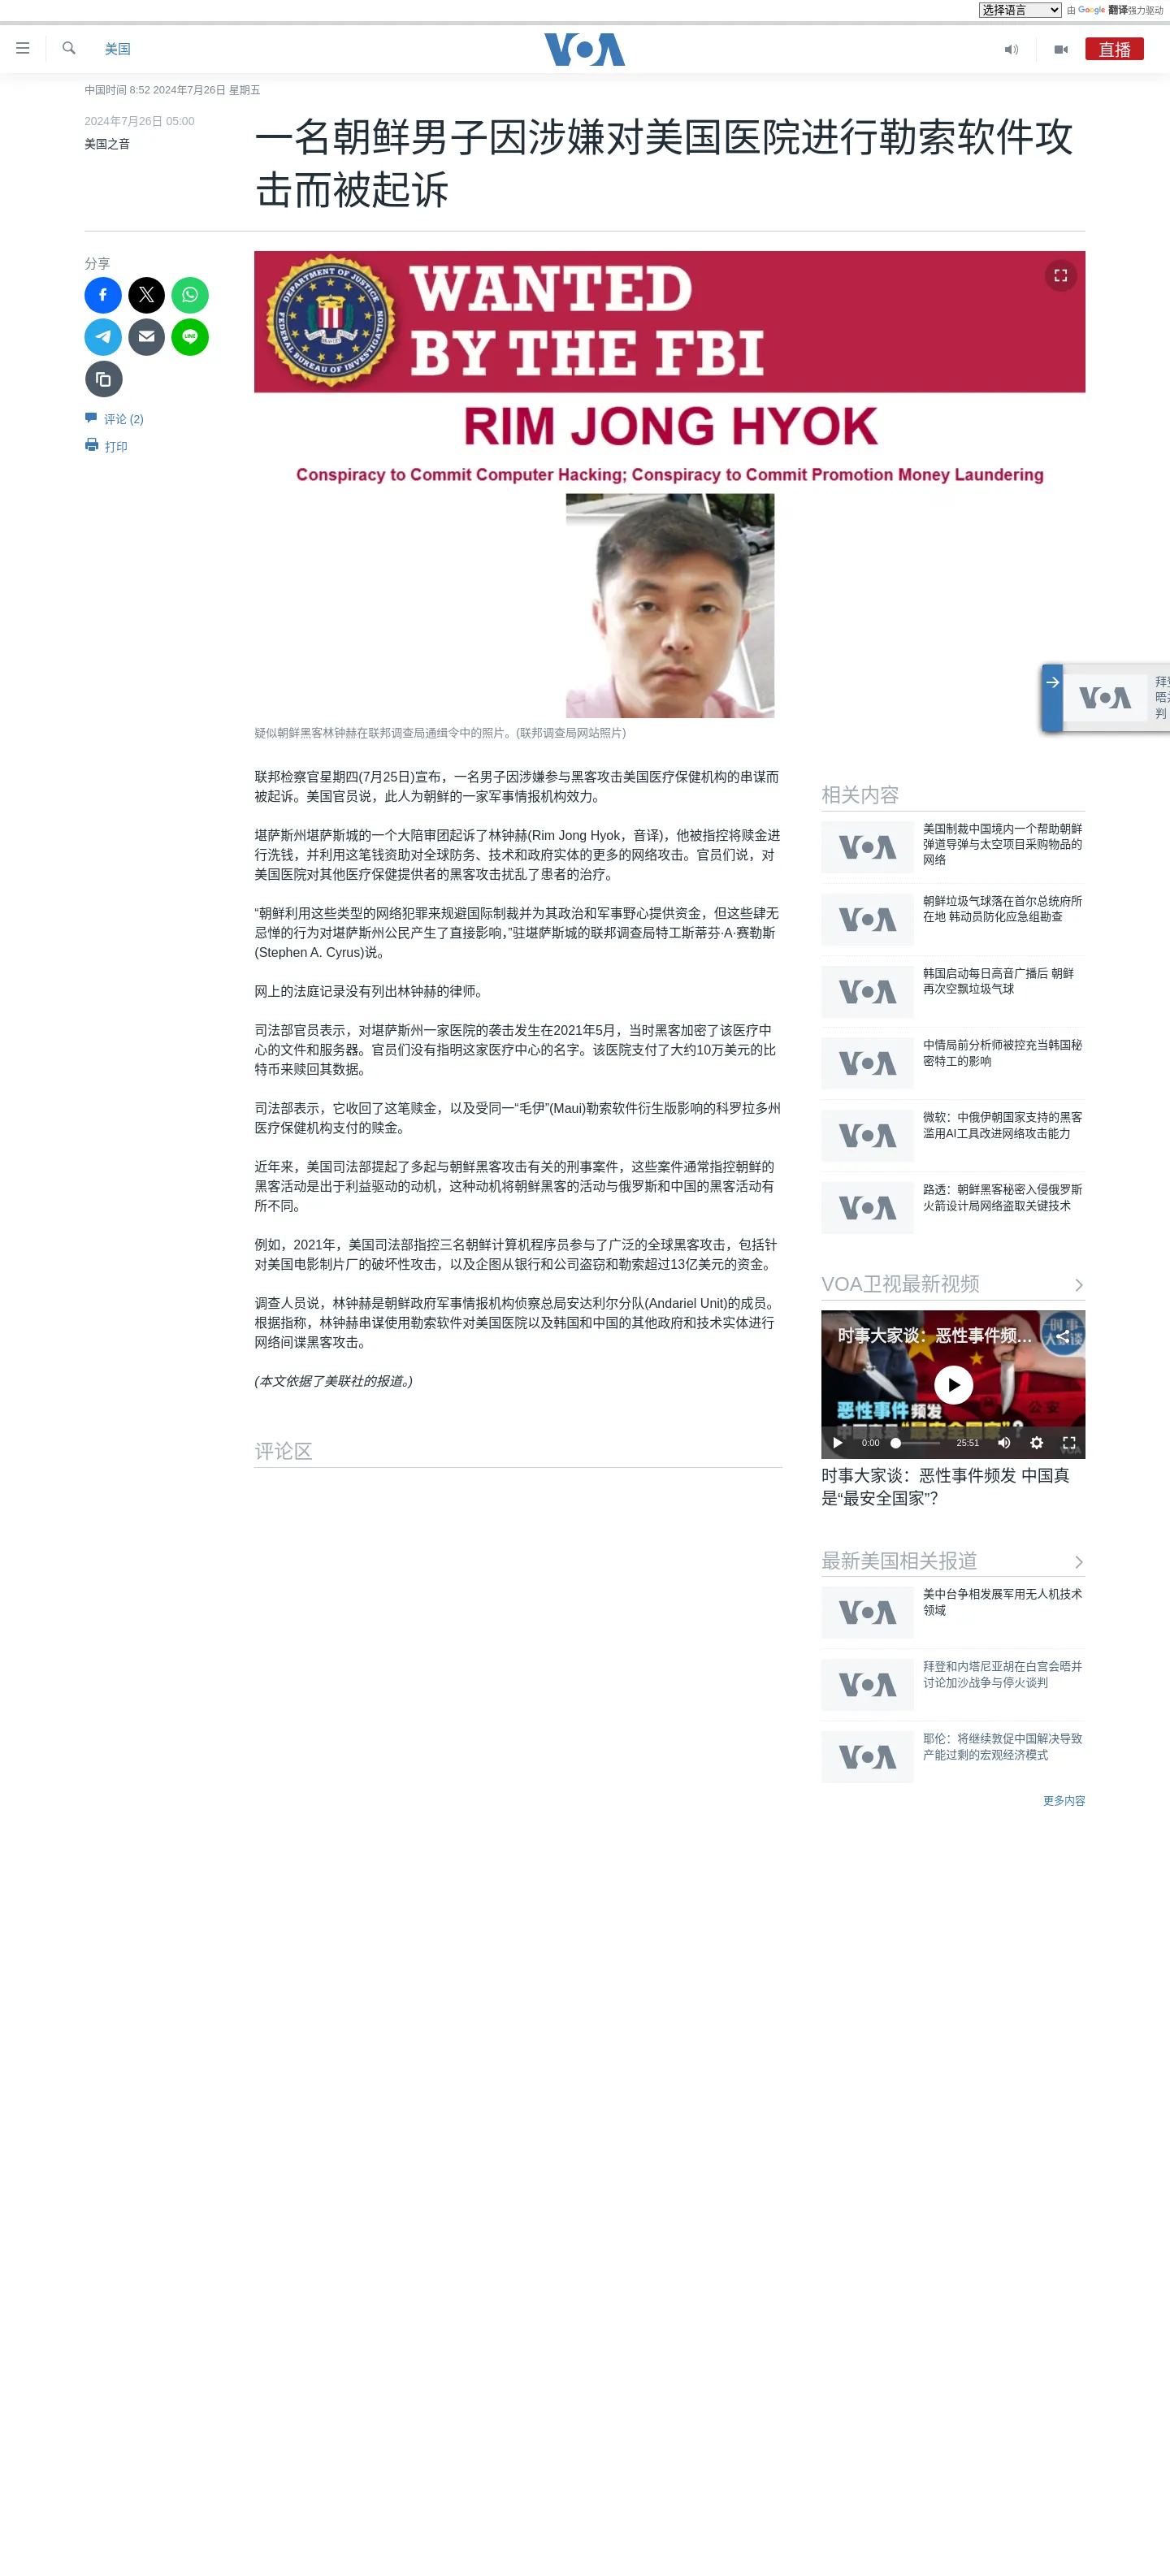 选择语言
由 Google 翻译强力驱动
美国
VOA
直播
中国时间 8:52 2024年7月26日 星期五
2024年7月26日 05:00
美国之音
一名朝鲜男子因涉嫌对美国医院进行勒索软件攻
击而被起诉
分享
评论 (2)
打印
DEPARTMENT OF JUSTICE
FEDERAL BUREAU OF INVESTIGATION
WANTED
BY THE FBI
RIM JONG HYOK
Conspiracy to Commit Computer Hacking; Conspiracy to Commit Promotion Money Laundering
疑似朝鲜黑客林钟赫在联邦调查局通缉令中的照片。(联邦调查局网站照片)
联邦检察官星期四(7月25日)宣布，一名男子因涉嫌参与黑客攻击美国医疗保健机构的串谋而
被起诉。美国官员说，此人为朝鲜的一家军事情报机构效力。
堪萨斯州堪萨斯城的一个大陪审团起诉了林钟赫(Rim Jong Hyok，音译)，他被指控将赎金进
行洗钱，并利用这笔钱资助对全球防务、技术和政府实体的更多的网络攻击。官员们说，对
美国医院对其他医疗保健提供者的黑客攻击扰乱了患者的治疗。
“朝鲜利用这些类型的网络犯罪来规避国际制裁并为其政治和军事野心提供资金，但这些肆无
忌惮的行为对堪萨斯州公民产生了直接影响，”驻堪萨斯城的联邦调查局特工斯蒂芬·A·赛勒斯
(Stephen A. Cyrus)说。
网上的法庭记录没有列出林钟赫的律师。
司法部官员表示，对堪萨斯州一家医院的袭击发生在2021年5月，当时黑客加密了该医疗中
心的文件和服务器。官员们没有指明这家医疗中心的名字。该医院支付了大约10万美元的比
特币来赎回其数据。
司法部表示，它收回了这笔赎金，以及受同一“毛伊”(Maui)勒索软件衍生版影响的科罗拉多州
医疗保健机构支付的赎金。
近年来，美国司法部提起了多起与朝鲜黑客攻击有关的刑事案件，这些案件通常指控朝鲜的
黑客活动是出于利益驱动的动机，这种动机将朝鲜黑客的活动与俄罗斯和中国的黑客活动有
所不同。
例如，2021年，美国司法部指控三名朝鲜计算机程序员参与了广泛的全球黑客攻击，包括针
对美国电影制片厂的破坏性攻击，以及企图从银行和公司盗窃和勒索超过13亿美元的资金。
调查人员说，林钟赫是朝鲜政府军事情报机构侦察总局安达利尔分队(Andariel Unit)的成员。
根据指称，林钟赫串谋使用勒索软件对美国医院以及韩国和中国的其他政府和技术实体进行
网络间谍黑客攻击。
(本文依据了美联社的报道。)
评论区
VOA
拜登
晤并
判
相关内容
VOA
美国制裁中国境内一个帮助朝鲜
弹道导弹与太空项目采购物品的
网络
VOA
朝鲜垃圾气球落在首尔总统府所
在地 韩动员防化应急组勘查
VOA
韩国启动每日高音广播后 朝鲜
再次空飘垃圾气球
VOA
中情局前分析师被控充当韩国秘
密特工的影响
VOA
微软：中俄伊朝国家支持的黑客
滥用AI工具改进网络攻击能力
VOA
路透：朝鲜黑客秘密入侵俄罗斯
火箭设计局网络盗取关键技术
VOA卫视最新视频
时事大家谈：恶性事件频…
时事
大家谈
恶性事件频发
公安
中国真是“最安全国家”？
0:00
25:51
VOA
时事大家谈：恶性事件频发 中国真
是“最安全国家”？
最新美国相关报道
VOA
美中台争相发展军用无人机技术
领域
VOA
拜登和内塔尼亚胡在白宫会晤并
讨论加沙战争与停火谈判
VOA
耶伦：将继续敦促中国解决导致
产能过剩的宏观经济模式
更多内容